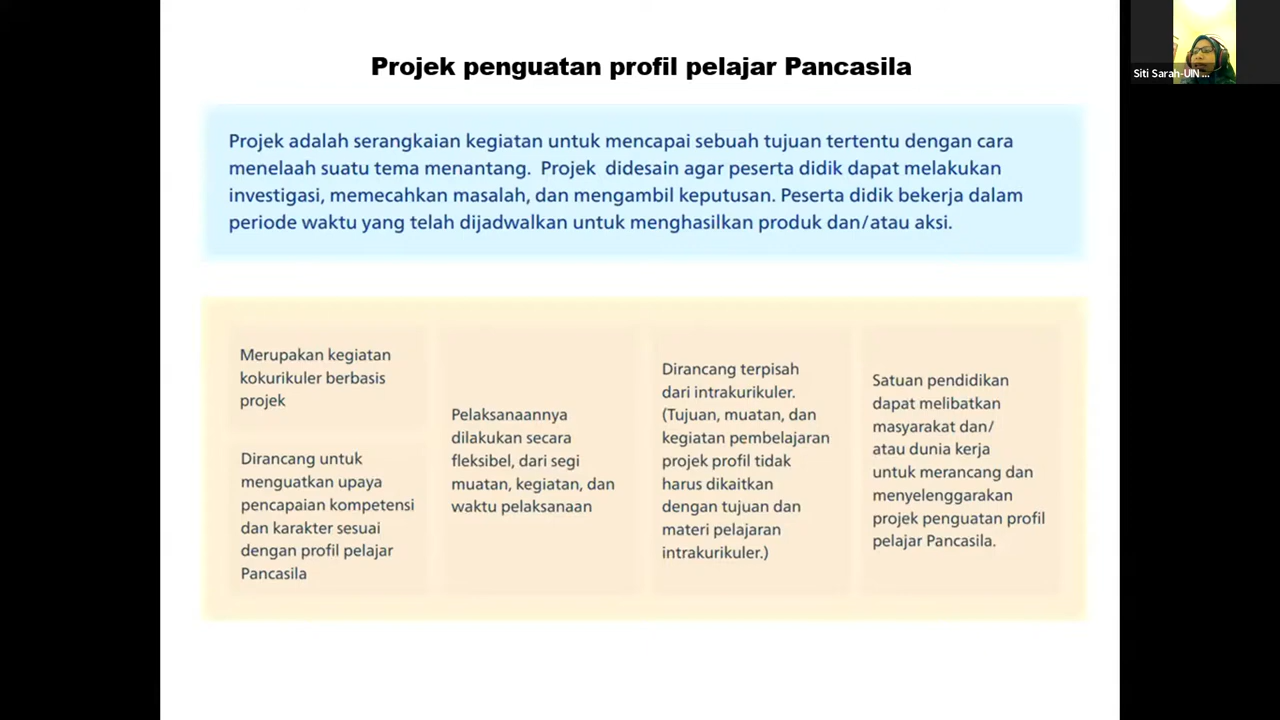 Projek penguatan profil pelajar Pancasila
Siti Sarah-UIN ...
Projek adalah serangkaian kegiatan untuk mencapai sebuah tujuan tertentu dengan cara
menelaah suatu tema menantang. Projek didesain agar peserta didik dapat melakukan
investigasi, memecahkan masalah, dan mengambil keputusan. Peserta didik bekerja dalam
periode waktu yang telah dijadwalkan untuk menghasilkan produk dan/atau aksi.
Merupakan kegiatan
kokurikuler berbasis
projek
Dirancang untuk
menguatkan upaya
pencapaian kompetensi
dan karakter sesuai
dengan profil pelajar
Pancasila
Pelaksanaannya
dilakukan secara
fleksibel, dari segi
muatan, kegiatan, dan
waktu pelaksanaan
Dirancang terpisah
dari intrakurikuler.
(Tujuan, muatan, dan
kegiatan pembelajaran
projek profil tidak
harus dikaitkan
dengan tujuan dan
materi pelajaran
intrakurikuler.)
Satuan pendidikan
dapat melibatkan
masyarakat dan/
atau dunia kerja
untuk merancang dan
menyelenggarakan
projek penguatan profil
pelajar Pancasila.